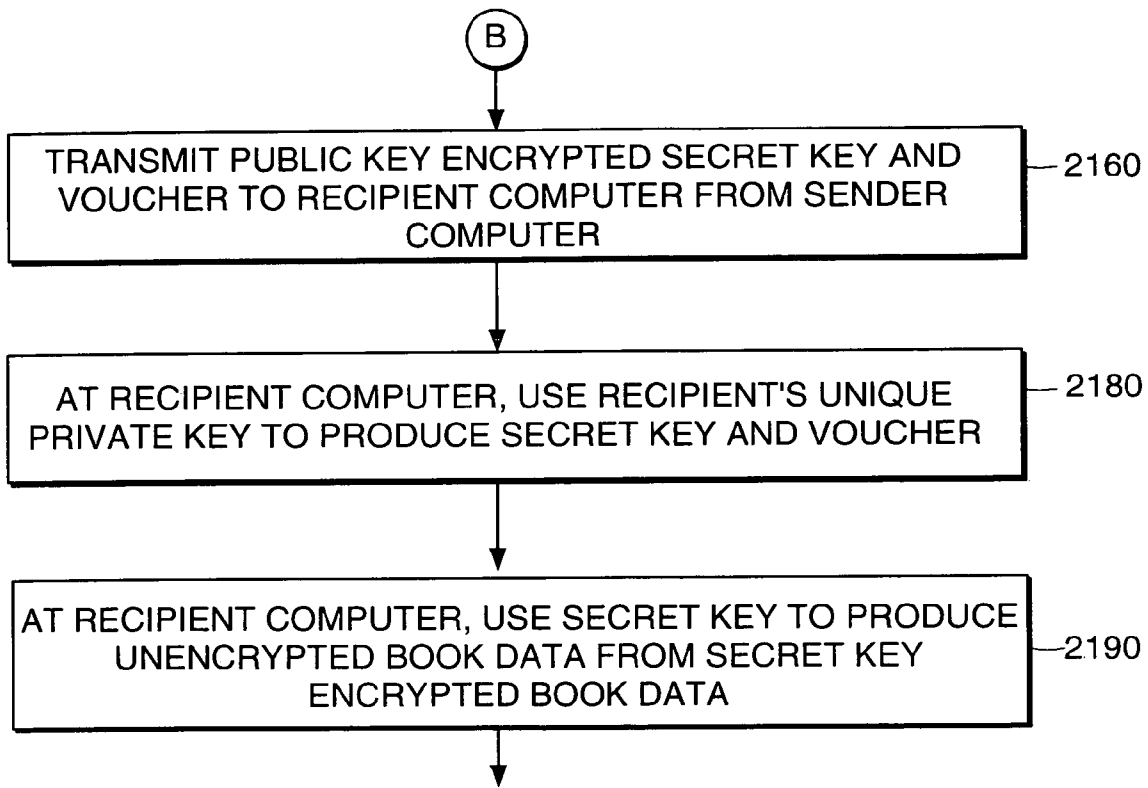 B
TRANSMIT PUBLIC KEY ENCRYPTED SECRET KEY AND
VOUCHER TO RECIPIENT COMPUTER FROM SENDER
COMPUTER
2160
AT RECIPIENT COMPUTER, USE RECIPIENT'S UNIQUE
PRIVATE KEY TO PRODUCE SECRET KEY AND VOUCHER
2180
AT RECIPIENT COMPUTER, USE SECRET KEY TO PRODUCE
UNENCRYPTED BOOK DATA FROM SECRET KEY
ENCRYPTED BOOK DATA
2190